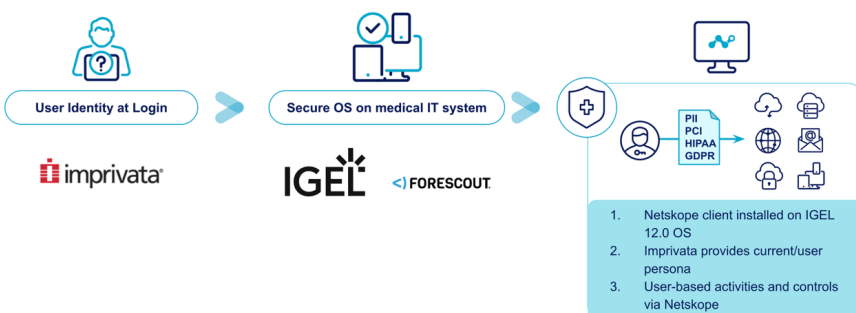 User Identity at Login
imprivata®
Secure OS on medical IT system
IGEL
<) FORESCOUT.
PII
PCI
HIPAA
GDPR
@
1. Netskope client installed on IGEL
12.0 OS
2. Imprivata provides current/user
persona
3. User-based activities and controls
via Netskope